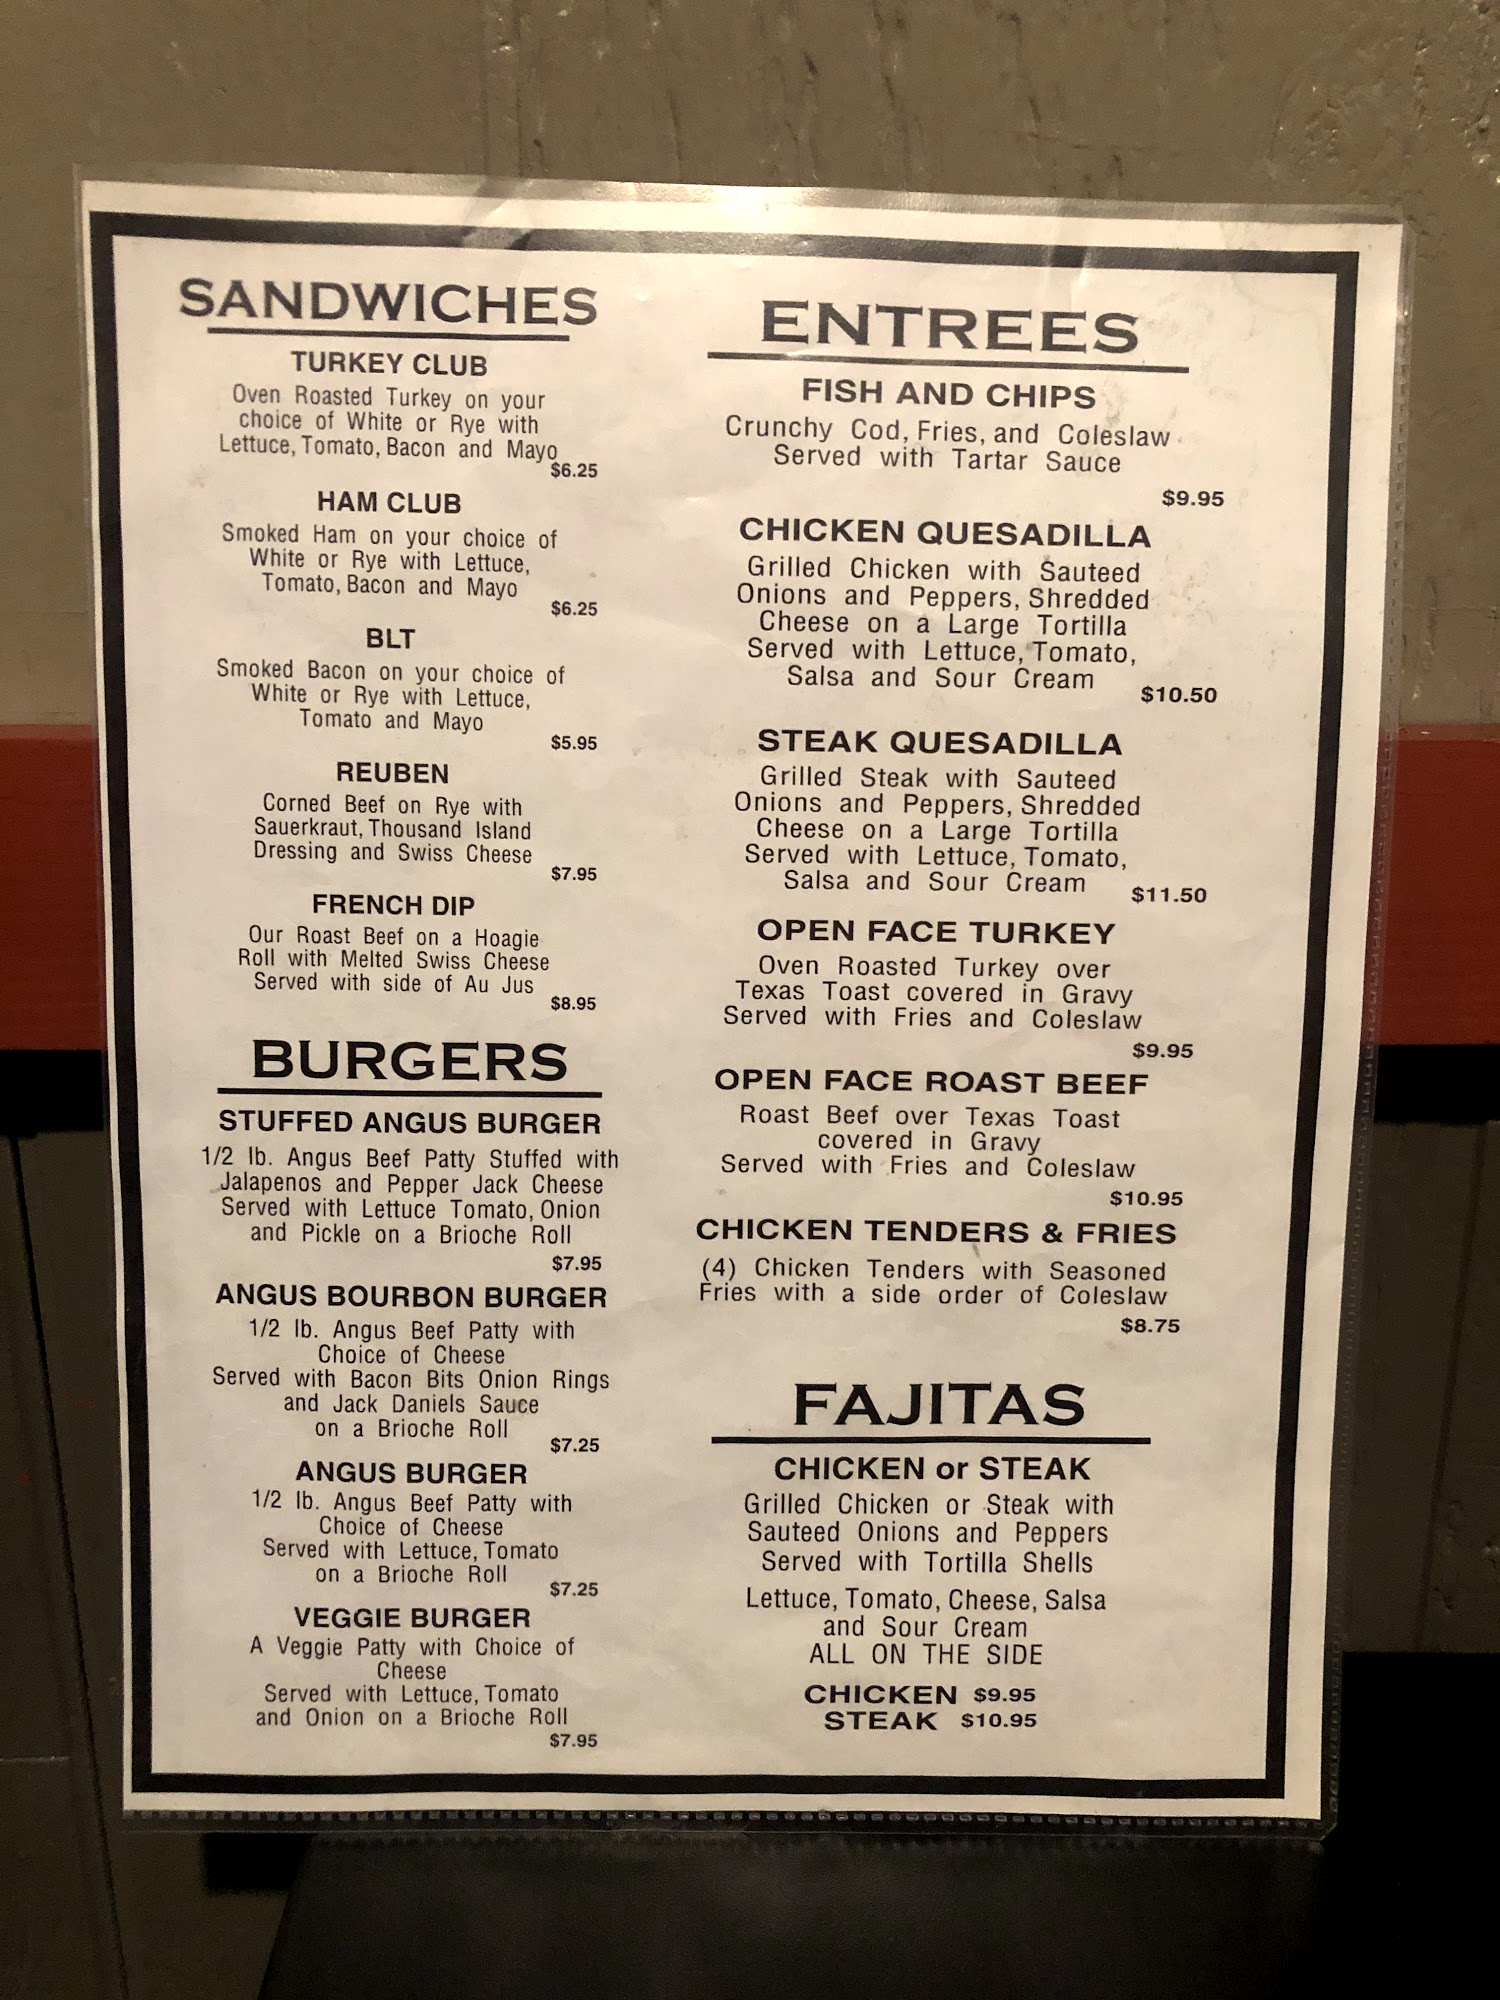 SANDWICHES
TURKEY CLUB
Oven Roasted Turkey on your
choice of White or Rye with
Lettuce, Tomato, Bacon and Mayo
$6.25
HAM CLUB
Smoked Ham on your choice of
White or Rye with Lettuce,
Tomato, Bacon and Mayo
$6.25
BLT
Smoked Bacon on your choice of
White or Rye with Lettuce,
Tomato and Mayo
$5.95
REUBEN
Corned Beef on Rye with
Sauerkraut, Thousand Island
Dressing and Swiss Cheese
$7.95
FRENCH DIP
Our Roast Beef on a Hoagie
Roll with Melted Swiss Cheese
Served with side of Au Jus
$8.95
BURGERS
STUFFED ANGUS BURGER
1/2 lb. Angus Beef Patty Stuffed with
Jalapenos and Pepper Jack Cheese
Served with Lettuce Tomato, Onion
and Pickle on a Brioche Roll
$7.95
ANGUS BOURBON BURGER
1/2 lb. Angus Beef Patty with
Choice of Cheese
Served with Bacon Bits Onion Rings
and Jack Daniels Sauce
on a Brioche Roll
$7.25
ANGUS BURGER
1/2 lb. Angus Beef Patty with
Choice of Cheese
Served with Lettuce, Tomato
on a Brioche Roll
$7.25
VEGGIE BURGER
A Veggie Patty with Choice of
Cheese
Served with Lettuce, Tomato
and Onion on a Brioche Roll
$7.95
ENTREES
FISH AND CHIPS
Crunchy Cod, Fries, and Coleslaw
Served with Tartar Sauce
$9.95
CHICKEN QUESADILLA
Grilled Chicken with Sauteed
Onions and Peppers, Shredded
Cheese on a Large Tortilla
Served with Lettuce, Tomato,
Salsa and Sour Cream
$10.50
STEAK QUESADILLA
Grilled Steak with Sauteed
Onions and Peppers, Shredded
Cheese on a Large Tortilla
Served with Lettuce, Tomato,
Salsa and Sour Cream
$11.50
OPEN FACE TURKEY
Oven Roasted Turkey over
Texas Toast covered in Gravy
Served with Fries and Coleslaw
$9.95
OPEN FACE ROAST BEEF
Roast Beef over Texas Toast
covered in Gravy
Served with Fries and Coleslaw
$10.95
CHICKEN TENDERS & FRIES
(4) Chicken Tenders with Seasoned
Fries with a side order of Coleslaw
$8.75
FAJITAS
CHICKEN or STEAK
Grilled Chicken or Steak with
Sauteed Onions and Peppers
Served with Tortilla Shells
Lettuce, Tomato, Cheese, Salsa
and Sour Cream
ALL ON THE SIDE
CHICKEN $9.95
STEAK $10.95